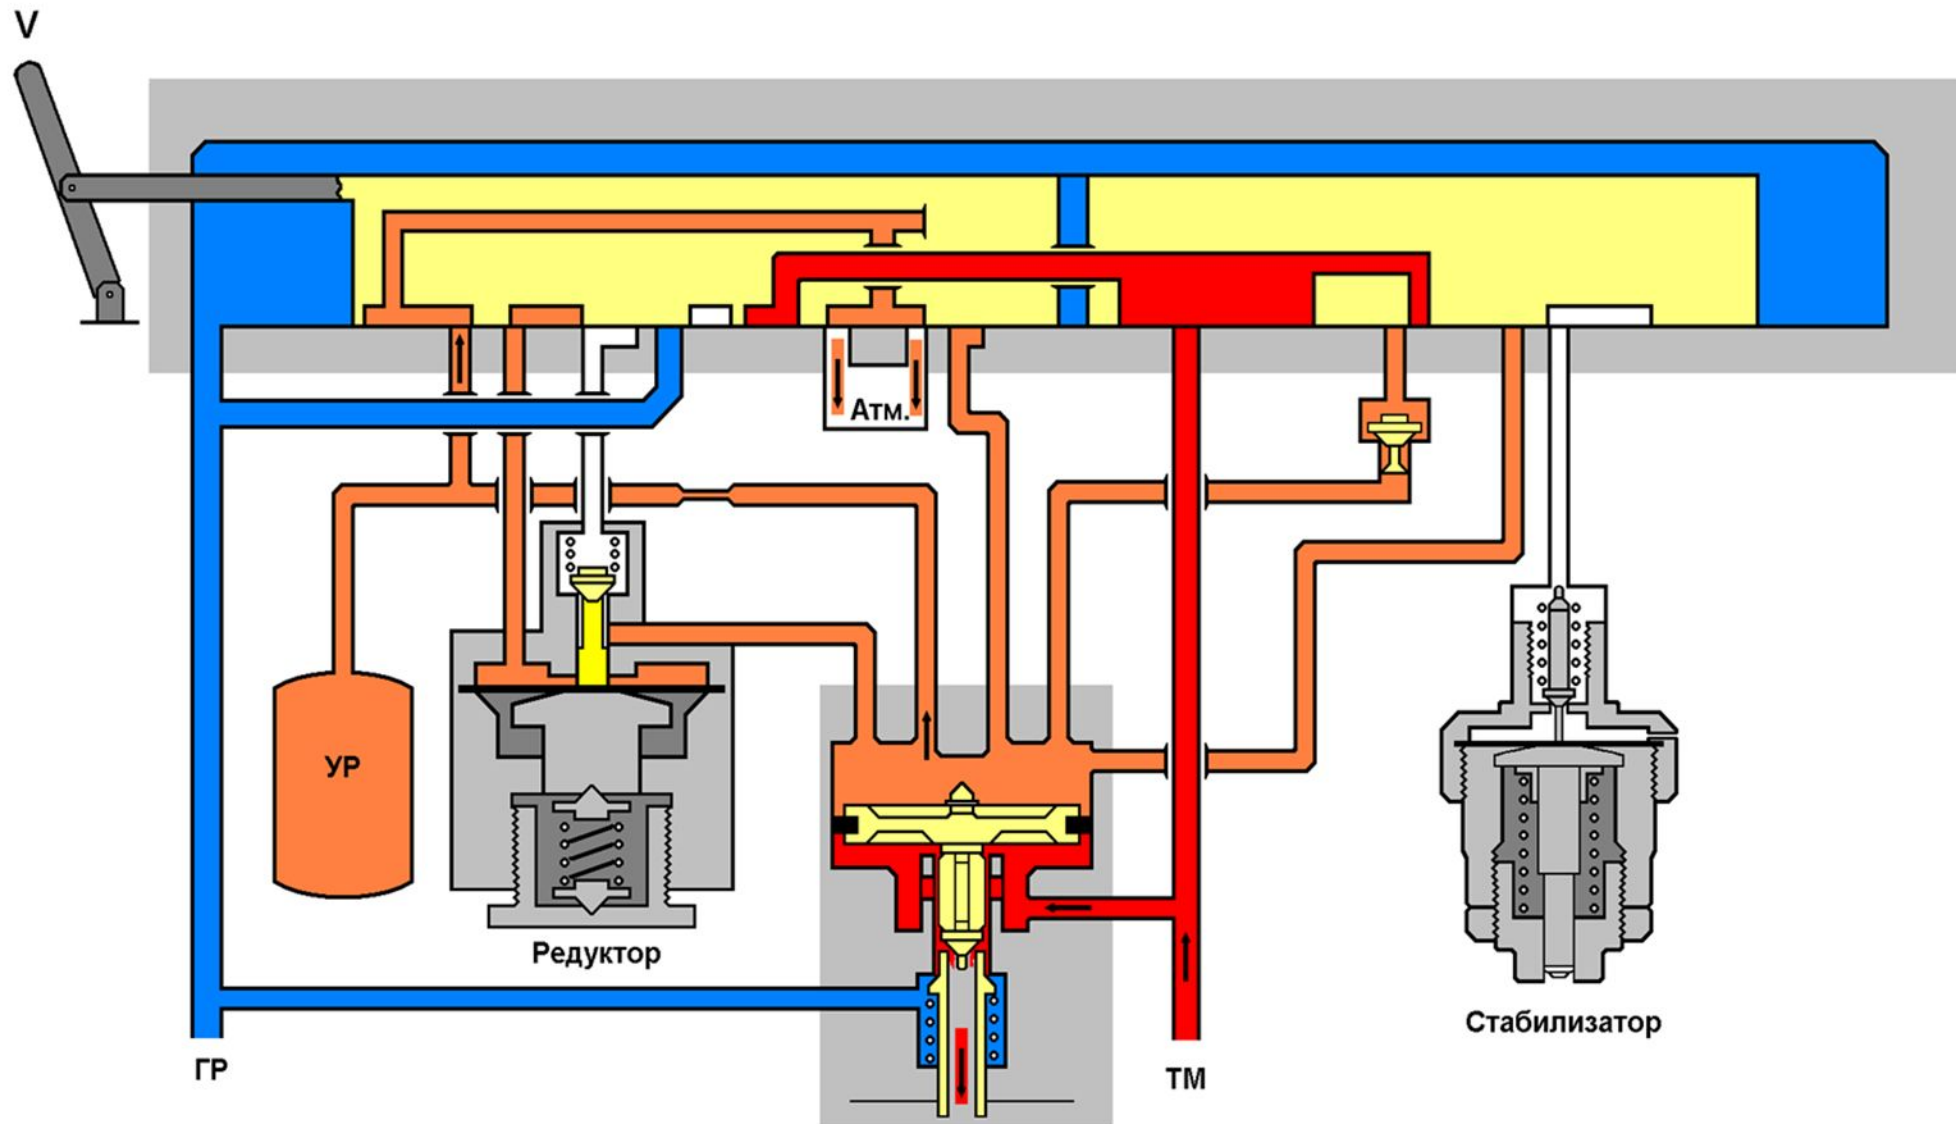 V
Атм.
УР
Редуктор
Стабилизатор
ГР
ТМ